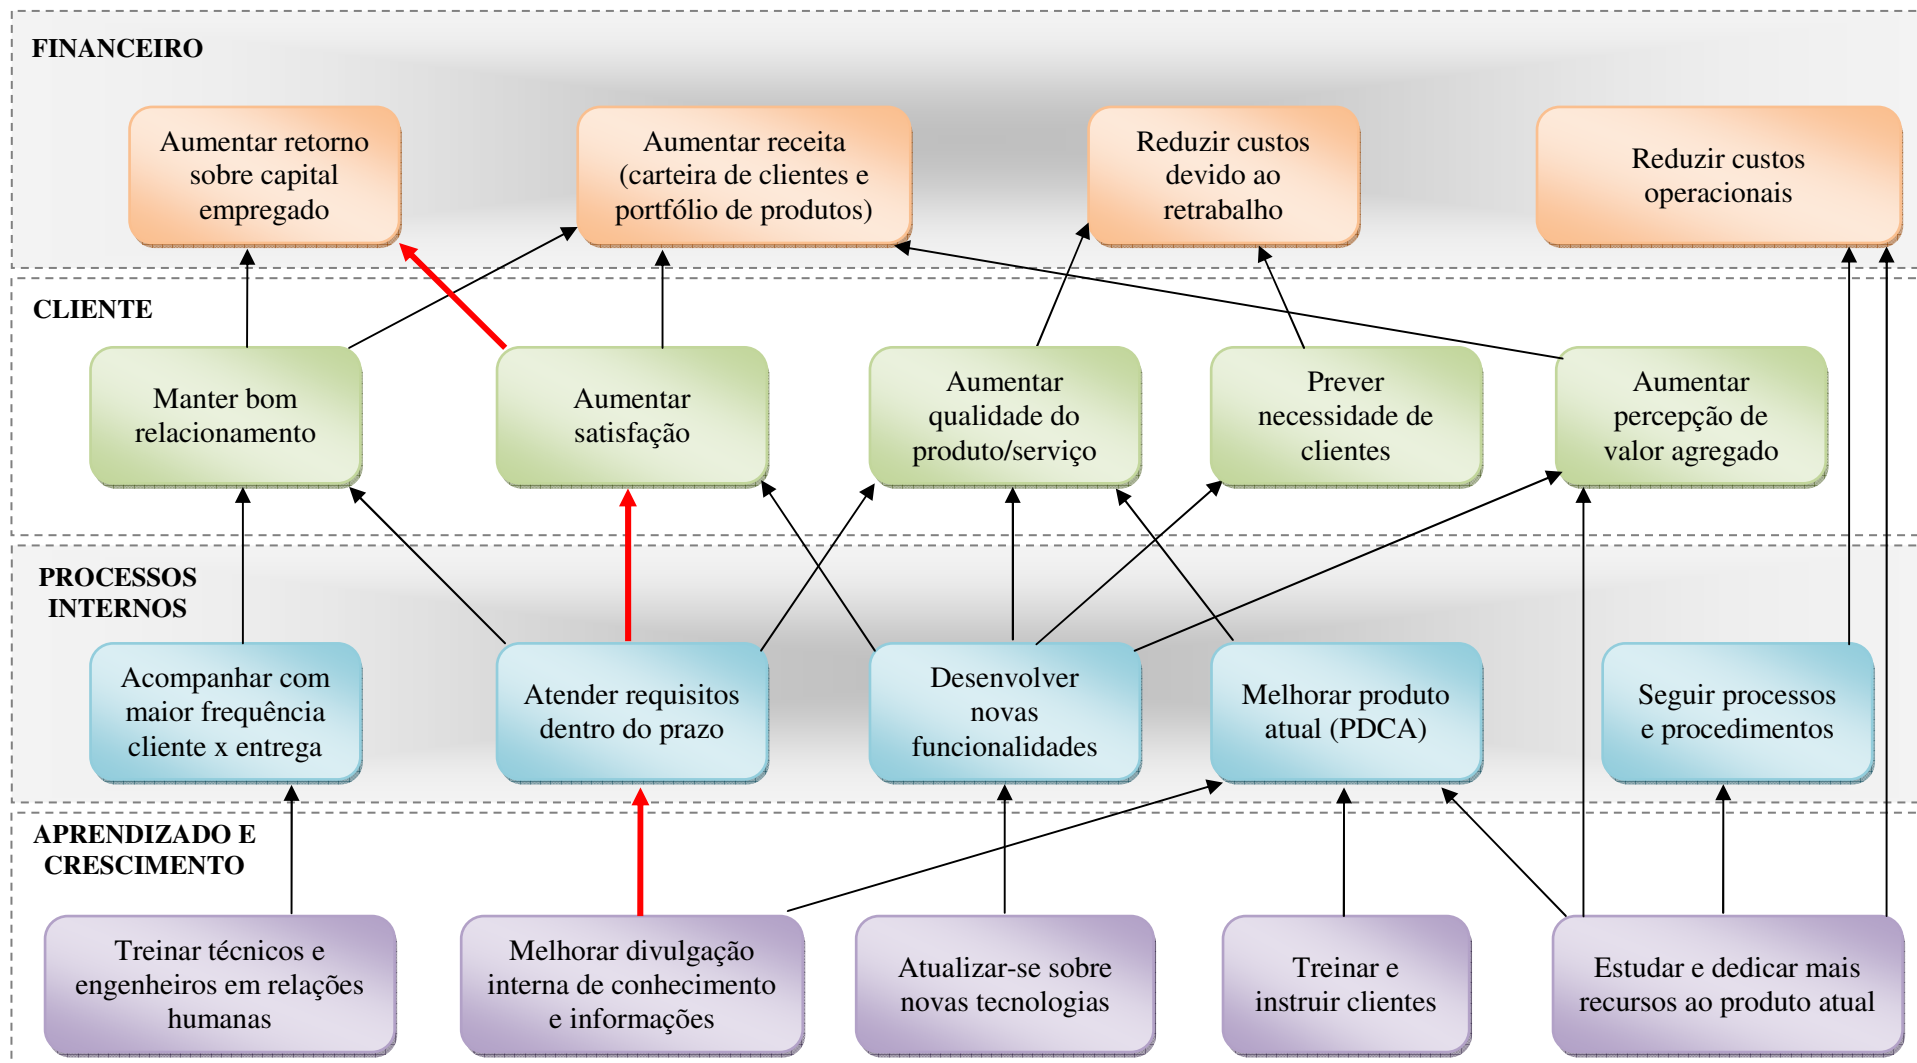 FINANCEIRO
Aumentar retorno
sobre capital
empregado
Aumentar receita
(carteira de clientes e
portfólio de produtos)
Reduzir custos
devido ao
retrabalho
Reduzir custos
operacionais
CLIENTE
Manter bom
relacionamento
Aumentar
satisfação
Aumentar
qualidade do
produto/serviço
Prever
necessidade de
clientes
Aumentar
percepção de
valor agregado
PROCESSOS
INTERNOS
Acompanhar com
maior frequência
cliente x entrega
Atender requisitos
dentro do prazo
Desenvolver
novas
funcionalidades
Melhorar produto
atual (PDCA)
Seguir processos
e procedimentos
APRENDIZADO E
CRESCIMENTO
Treinar técnicos e
engenheiros em relações
humanas
Melhorar divulgação
interna de conhecimento
e informações
Atualizar-se sobre
novas tecnologias
Treinar e
instruir clientes
Estudar e dedicar mais
recursos ao produto atual